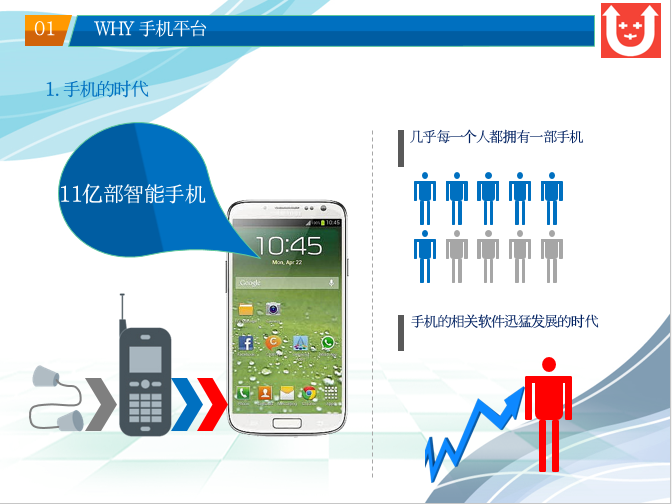 01
WHY 手机平台
1. 手机的时代
11亿部智能手机
几乎每一个人都拥有一部手机
手机的相关软件迅猛发展的时代
10:45
10:45
Mon, Apr 22
Google